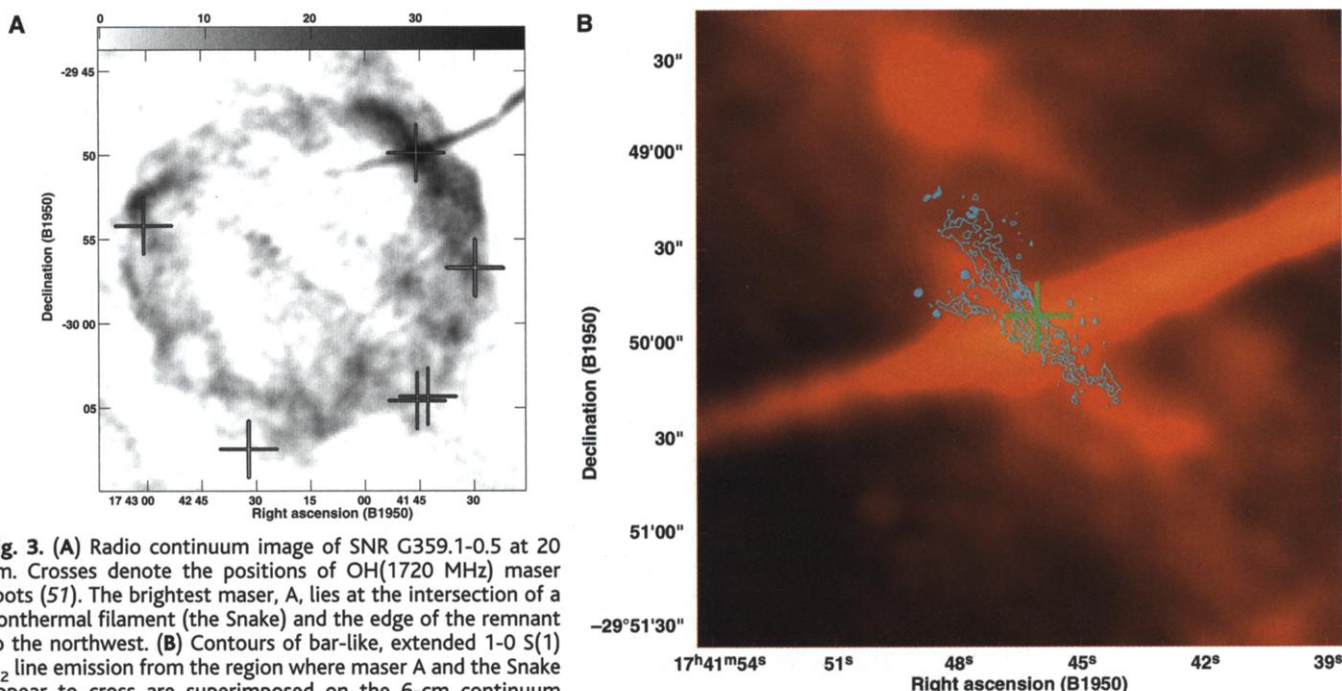 A
0 10 20 30
-29 45
50
55
-30 00
05
Declination (B1950)
17 43 00 42 45 30 15 00 41 45 30
Right ascension (B1950)
B
30"
49'00"
30"
50'00"
30"
51'00"
–29°51'30"
Declination (B1950)
17ʰ41ᵐ54ˢ 51ˢ 48ˢ 45ˢ 42ˢ 39ˢ
Right ascension (B1950)
g. 3. (A) Radio continuum image of SNR G359.1-0.5 at 20
m. Crosses denote the positions of OH(1720 MHz) maser
pots (51). The brightest maser, A, lies at the intersection of a
onthermal filament (the Snake) and the edge of the remnant
o the northwest. (B) Contours of bar-like, extended 1-0 S(1)
₂ line emission from the region where maser A and the Snake
ppear to cross are superimposed on the 6-cm continuum